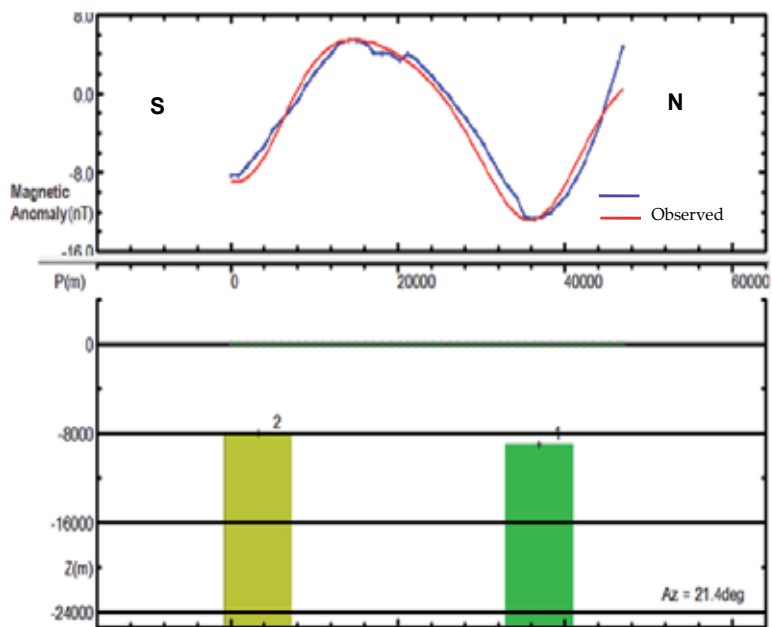 8.0
S
N
0.0
-8.0
Magnetic
Anomaly(nT)
Observed
-16.0
P(m)
0
20000
40000
60000
0
2
1
-8000
-16000
Z(m)
Az = 21.4deg
-24000